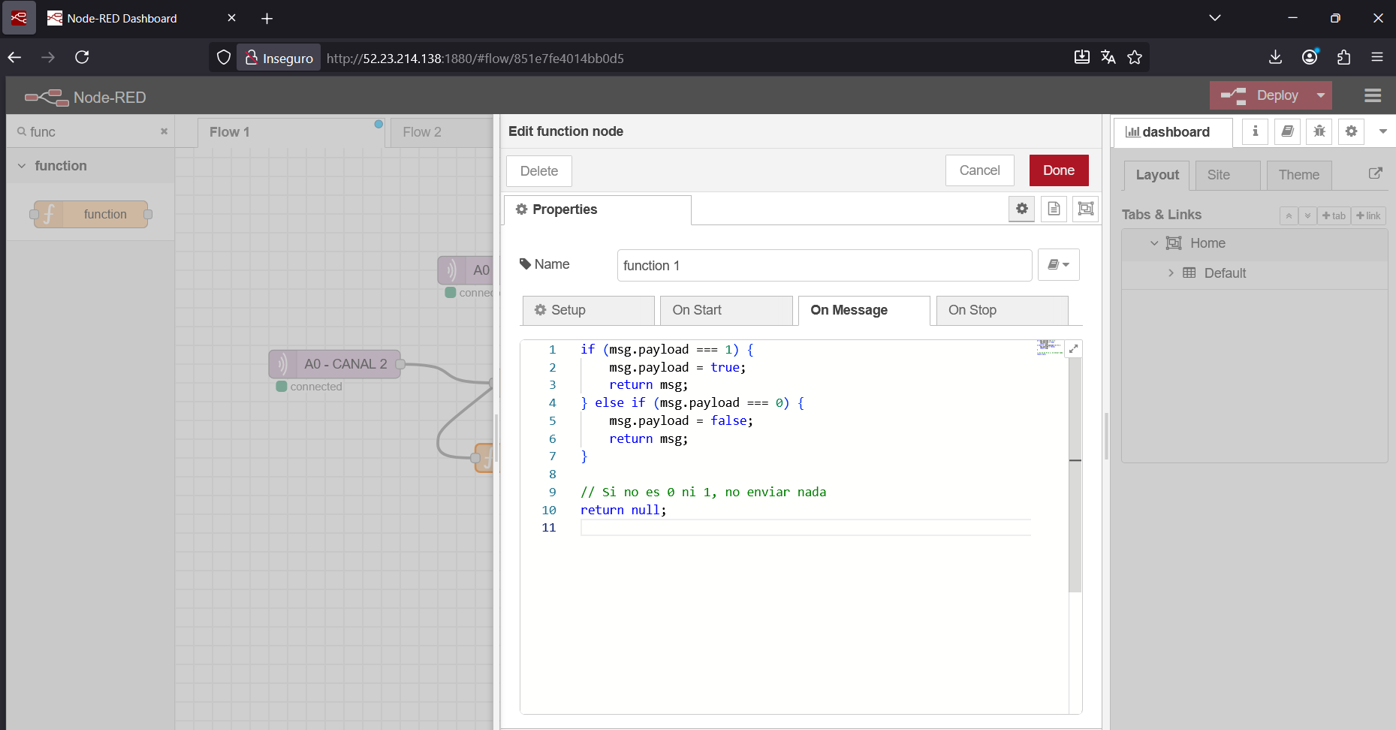 Node-RED Dashboard
Inseguro
http://52.23.214.138:1880/#flow/851e7fe4014bb0d5
Node-RED
Deploy
func
Flow 1
Flow 2
function
function
A0
connec
A0 - CANAL 2
connected
Edit function node
Delete
Cancel
Done
Properties
Name
function 1
Setup
On Start
On Message
On Stop
1 if (msg.payload === 1) {
2 msg.payload = true;
3 return msg;
4 } else if (msg.payload === 0) {
5 msg.payload = false;
6 return msg;
7 }
8
9 // Si no es 0 ni 1, no enviar nada
10 return null;
11
dashboard
Layout
Site
Theme
Tabs & Links
+tab
+link
Home
Default